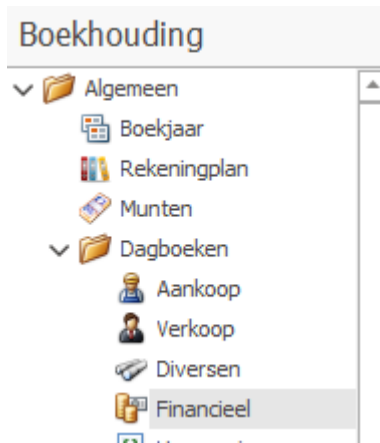 Boekhouding
Algemeen
Boekjaar
Rekeningplan
Munten
Dagboeken
Aankoop
Verkoop
Diversen
Financieel